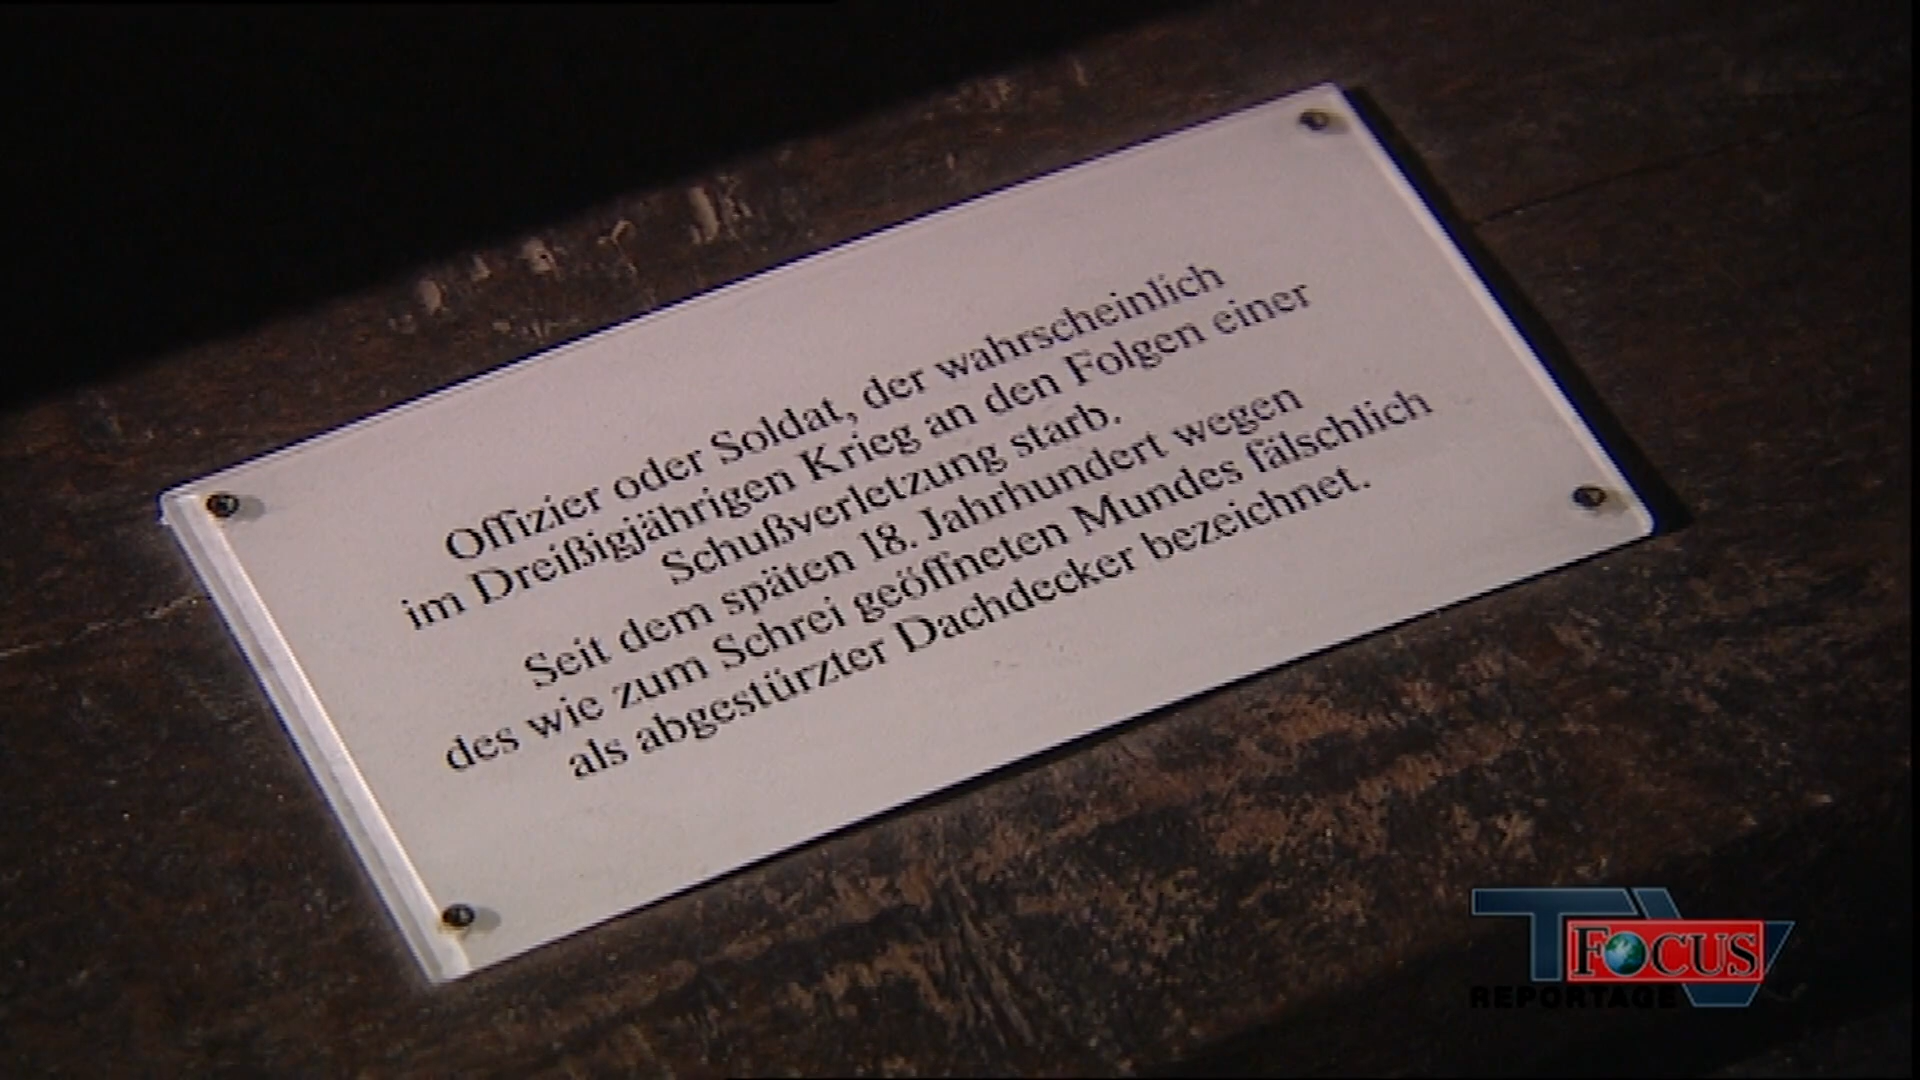 Offizier oder Soldat, der wahrscheinlich
im Dreißigjährigen Krieg an den Folgen einer
Schußverletzung starb.
Seit dem späten 18. Jahrhundert wegen
des wie zum Schrei geöffneten Mundes fälschlich
als abgestürzter Dachdecker bezeichnet.
TV
FOCUS
REPORTAGE